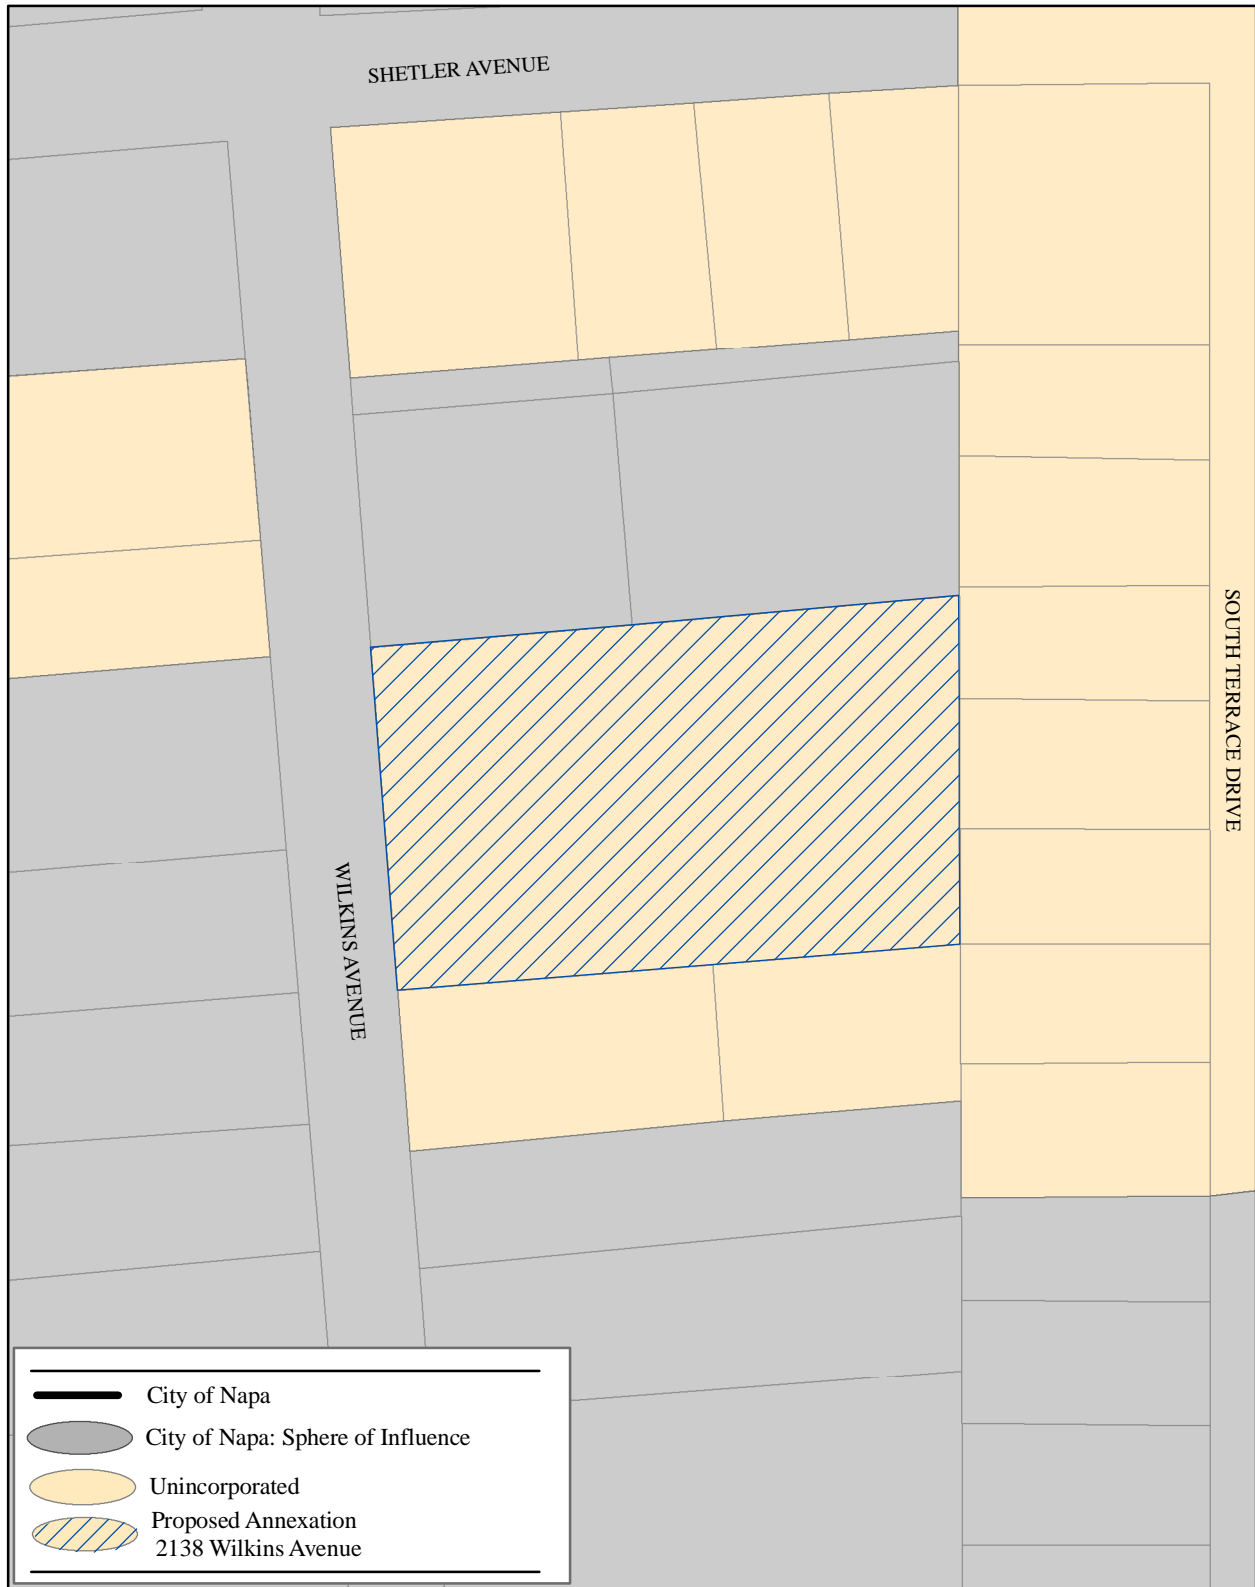 SHETLER AVENUE
SOUTH TERRACE DRIVE
WILKINS AVENUE
City of Napa
City of Napa: Sphere of Influence
Unincorporated
Proposed Annexation
2138 Wilkins Avenue